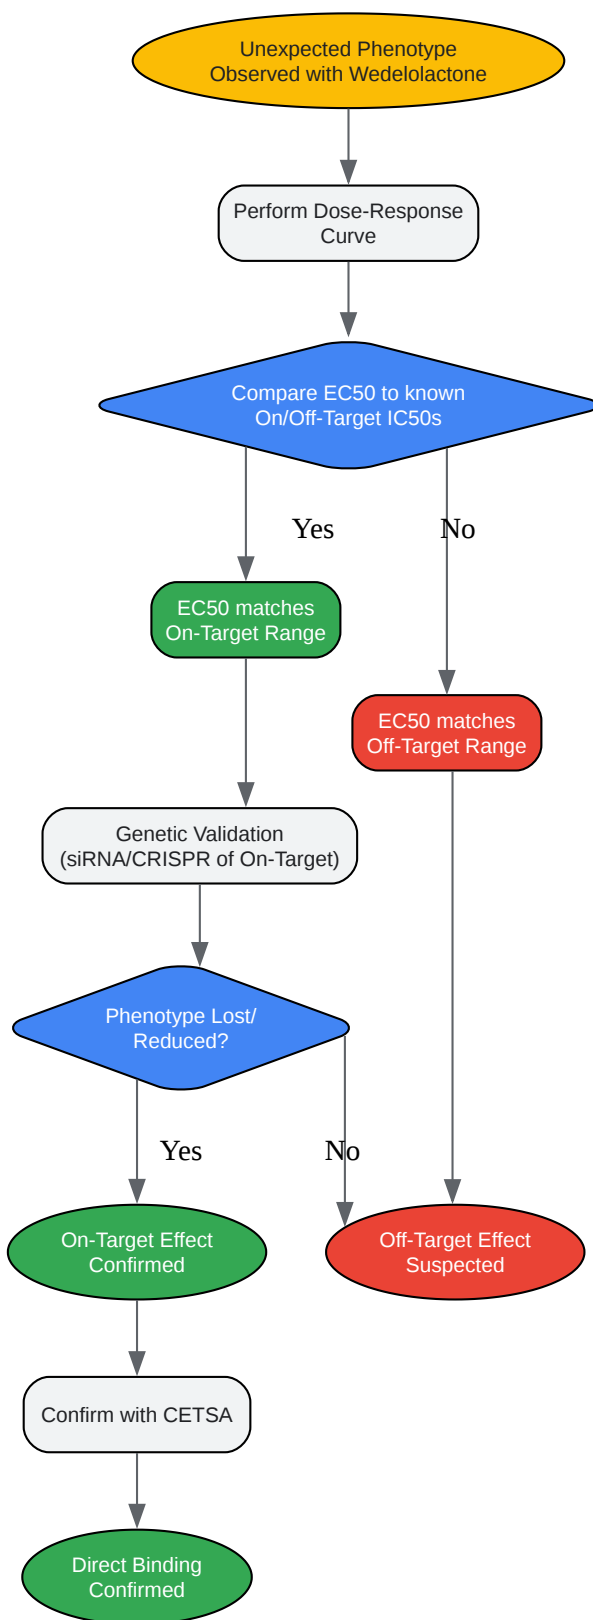 Unexpected Phenotype
Observed with Wedelolactone
Perform Dose-Response
Curve
Compare EC50 to known
On/Off-Target IC50s
Yes
No
EC50 matches
On-Target Range
EC50 matches
Off-Target Range
Genetic Validation
(siRNA/CRISPR of On-Target)
Phenotype Lost/
Reduced?
Yes
No
On-Target Effect
Confirmed
Off-Target Effect
Suspected
Confirm with CETSA
Direct Binding
Confirmed